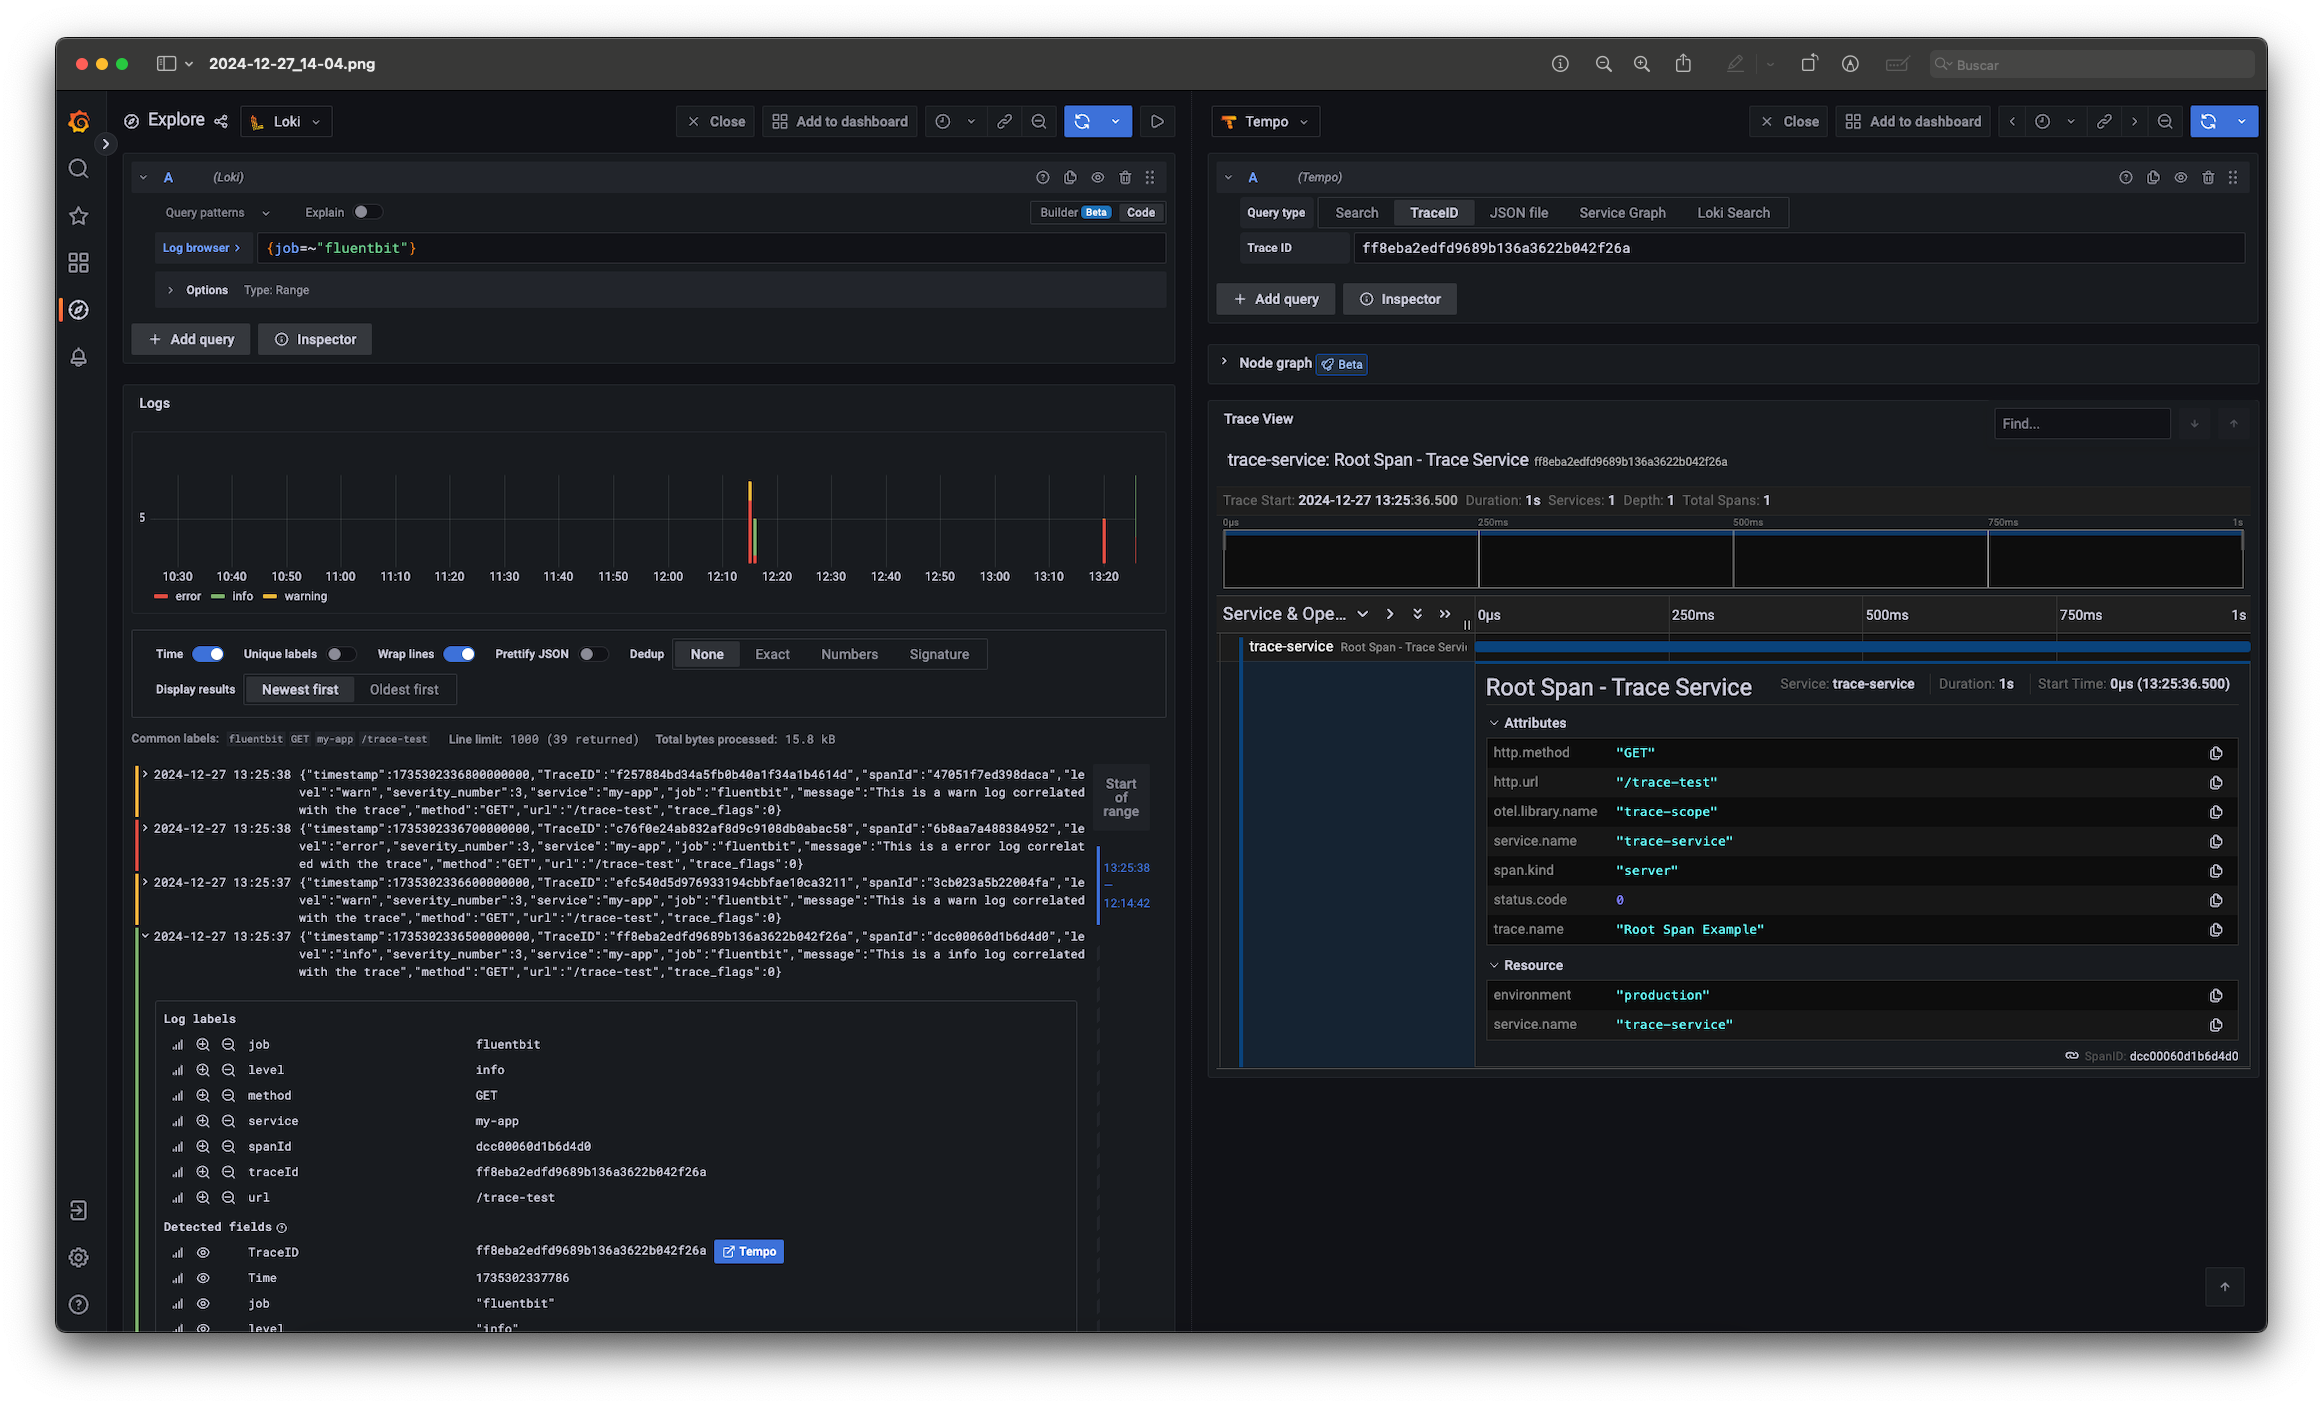 2024-12-27_14-04.png
Buscar
Explore
Loki
Close
Add to dashboard
A
(Loki)
Query patterns
Explain
Builder Beta
Code
Log browser
{job=~"fluentbit"}
Options
Type: Range
+ Add query
Inspector
Logs
5
10:30 10:40 10:50 11:00 11:10 11:20 11:30 11:40 11:50 12:00 12:10 12:20 12:30 12:40 12:50 13:00 13:10 13:20
error info warning
Time
Unique labels
Wrap lines
Prettify JSON
Dedup
None Exact Numbers Signature
Display results
Newest first Oldest first
Common labels: fluentbit GET my-app /trace-test Line limit: 1000 (39 returned) Total bytes processed: 15.8 kB
2024-12-27 13:25:38 {"timestamp":1735302336800000000,"TraceID":"f257884bd34a5fb0b40a1f34a1b4614d","spanId":"47051f7ed398daca","le
vel":"warn","severity_number":3,"service":"my-app","job":"fluentbit","message":"This is a warn log correlated
with the trace","method":"GET","url":"/trace-test","trace_flags":0}
2024-12-27 13:25:38 {"timestamp":1735302336700000000,"TraceID":"c76f0e24ab832af8d9c9108db0abac58","spanId":"6b8aa7a488384952","le
vel":"error","severity_number":3,"service":"my-app","job":"fluentbit","message":"This is a error log correlat
ed with the trace","method":"GET","url":"/trace-test","trace_flags":0}
2024-12-27 13:25:37 {"timestamp":1735302336600000000,"TraceID":"efc540d5d976933194cbbfae10ca3211","spanId":"3cb023a5b22004fa","le
vel":"warn","severity_number":3,"service":"my-app","job":"fluentbit","message":"This is a warn log correlated
with the trace","method":"GET","url":"/trace-test","trace_flags":0}
2024-12-27 13:25:37 {"timestamp":1735302336500000000,"TraceID":"ff8eba2edfd9689b136a3622b042f26a","spanId":"dcc00060d1b6d4d0","le
vel":"info","severity_number":3,"service":"my-app","job":"fluentbit","message":"This is a info log correlated
with the trace","method":"GET","url":"/trace-test","trace_flags":0}
Start
of
range
13:25:38
—
12:14:42
Log labels
job fluentbit
level info
method GET
service my-app
spanId dcc00060d1b6d4d0
traceId ff8eba2edfd9689b136a3622b042f26a
url /trace-test
Detected fields
TraceID ff8eba2edfd9689b136a3622b042f26a Tempo
Time 1735302337786
job "fluentbit"
level "info"
Tempo
Close
Add to dashboard
A
(Tempo)
Query type
Search TraceID JSON file Service Graph Loki Search
Trace ID
ff8eba2edfd9689b136a3622b042f26a
+ Add query
Inspector
Node graph Beta
Trace View
Find...
trace-service: Root Span - Trace Service ff8eba2edfd9689b136a3622b042f26a
Trace Start: 2024-12-27 13:25:36.500 Duration: 1s Services: 1 Depth: 1 Total Spans: 1
0μs 250ms 500ms 750ms 1s
Service & Ope... 0μs 250ms 500ms 750ms 1s
trace-service Root Span - Trace Servi
Root Span - Trace Service
Service: trace-service Duration: 1s Start Time: 0μs (13:25:36.500)
Attributes
http.method "GET"
http.url "/trace-test"
otel.library.name "trace-scope"
service.name "trace-service"
span.kind "server"
status.code 0
trace.name "Root Span Example"
Resource
environment "production"
service.name "trace-service"
SpanID: dcc00060d1b6d4d0